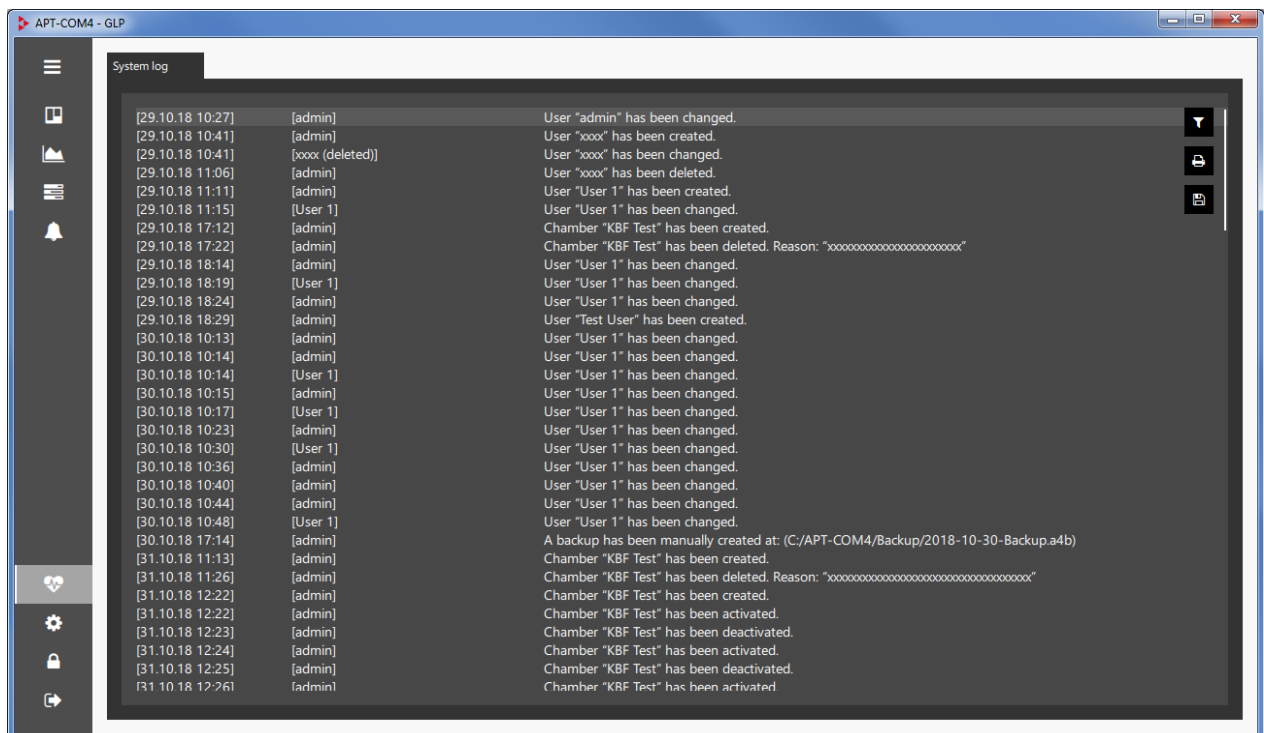 APT-COM4 - GLP
System log
[29.10.18 10:27] [admin] User “admin” has been changed.
[29.10.18 10:41] [admin] User “xxxx” has been created.
[29.10.18 10:41] [xxxx (deleted)] User “xxxx” has been changed.
[29.10.18 11:06] [admin] User “xxxx” has been deleted.
[29.10.18 11:11] [admin] User “User 1” has been created.
[29.10.18 11:15] [User 1] User “User 1” has been changed.
[29.10.18 17:12] [admin] Chamber “KBF Test” has been created.
[29.10.18 17:22] [admin] Chamber “KBF Test” has been deleted. Reason: “xxxxxxxxxxxxxxxxxxxxxxx”
[29.10.18 18:14] [admin] User “User 1” has been changed.
[29.10.18 18:19] [User 1] User “User 1” has been changed.
[29.10.18 18:24] [admin] User “User 1” has been changed.
[29.10.18 18:29] [admin] User “Test User” has been created.
[30.10.18 10:13] [admin] User “User 1” has been changed.
[30.10.18 10:14] [admin] User “User 1” has been changed.
[30.10.18 10:14] [User 1] User “User 1” has been changed.
[30.10.18 10:15] [admin] User “User 1” has been changed.
[30.10.18 10:17] [User 1] User “User 1” has been changed.
[30.10.18 10:23] [admin] User “User 1” has been changed.
[30.10.18 10:30] [User 1] User “User 1” has been changed.
[30.10.18 10:36] [admin] User “User 1” has been changed.
[30.10.18 10:40] [admin] User “User 1” has been changed.
[30.10.18 10:44] [admin] User “User 1” has been changed.
[30.10.18 10:48] [User 1] User “User 1” has been changed.
[30.10.18 17:14] [admin] A backup has been manually created at: (C:/APT-COM4/Backup/2018-10-30-Backup.a4b)
[31.10.18 11:13] [admin] Chamber “KBF Test” has been created.
[31.10.18 11:26] [admin] Chamber “KBF Test” has been deleted. Reason: “xxxxxxxxxxxxxxxxxxxxxxxxxxxxxxxxxxx”
[31.10.18 12:22] [admin] Chamber “KBF Test” has been created.
[31.10.18 12:22] [admin] Chamber “KBF Test” has been activated.
[31.10.18 12:23] [admin] Chamber “KBF Test” has been deactivated.
[31.10.18 12:24] [admin] Chamber “KBF Test” has been activated.
[31.10.18 12:25] [admin] Chamber “KBF Test” has been deactivated.
[31.10.18 12:26] [admin] Chamber “KBF Test” has been activated.